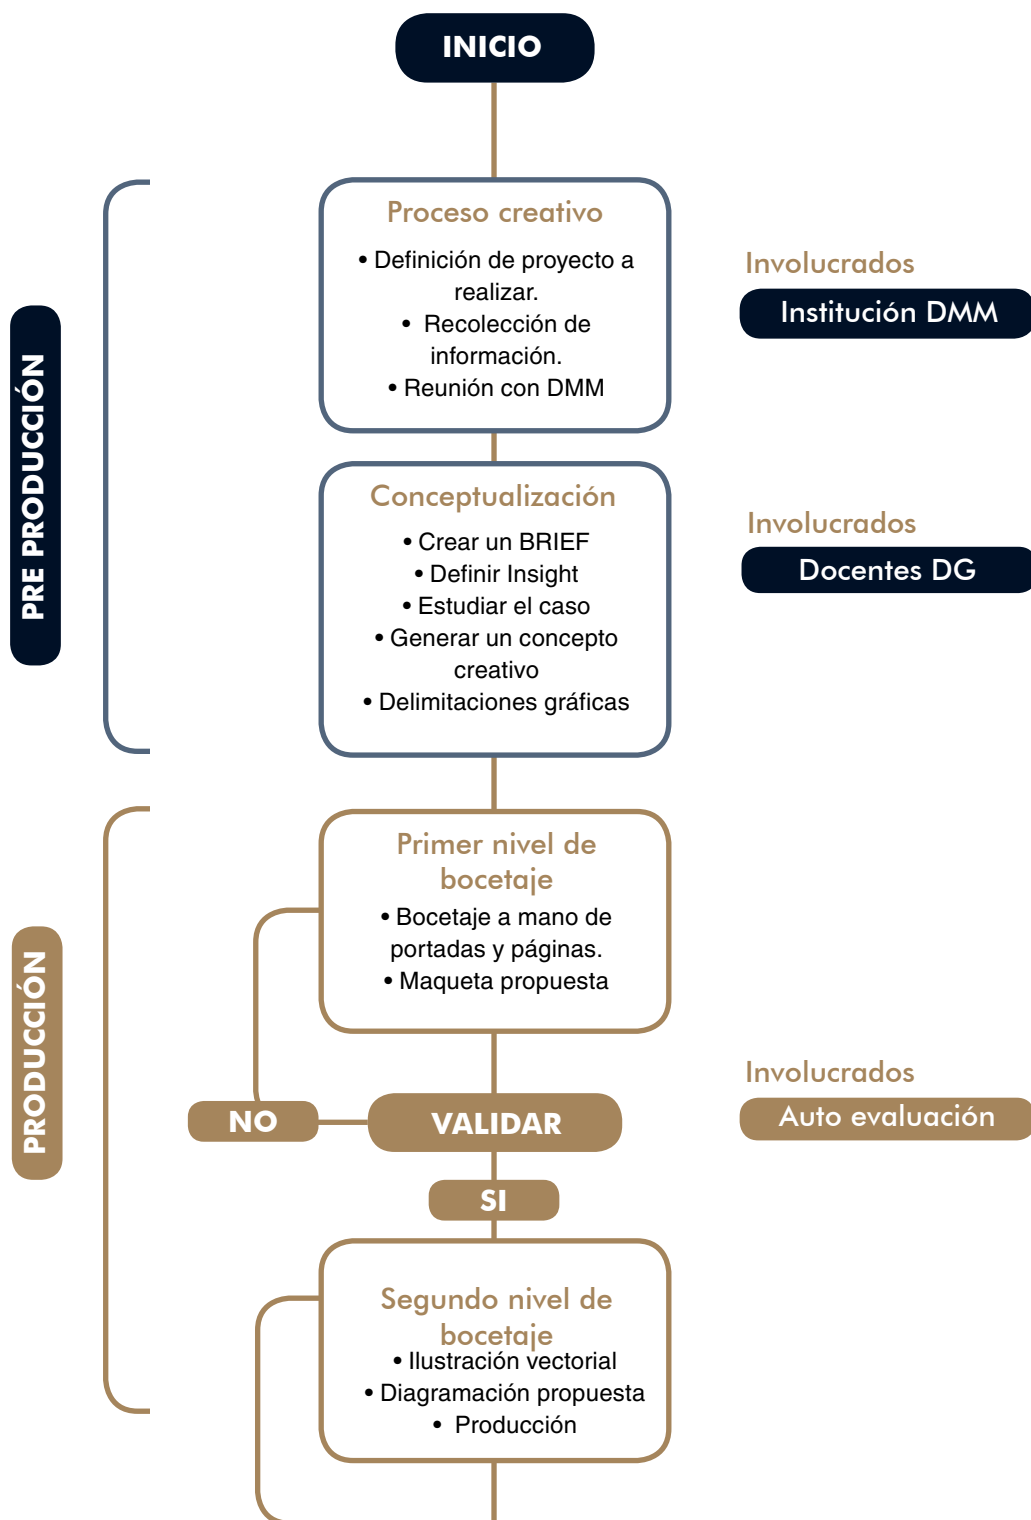 INICIO
PRE PRODUCCIÓN
Proceso creativo
• Definición de proyecto a
realizar.
• Recolección de
información.
• Reunión con DMM
Involucrados
Institución DMM
Conceptualización
• Crear un BRIEF
• Definir Insight
• Estudiar el caso
• Generar un concepto
creativo
• Delimitaciones gráficas
Involucrados
Docentes DG
PRODUCCIÓN
Primer nivel de
bocetaje
• Bocetaje a mano de
portadas y páginas.
• Maqueta propuesta
NO
VALIDAR
Involucrados
Auto evaluación
SI
Segundo nivel de
bocetaje
• Ilustración vectorial
• Diagramación propuesta
• Producción